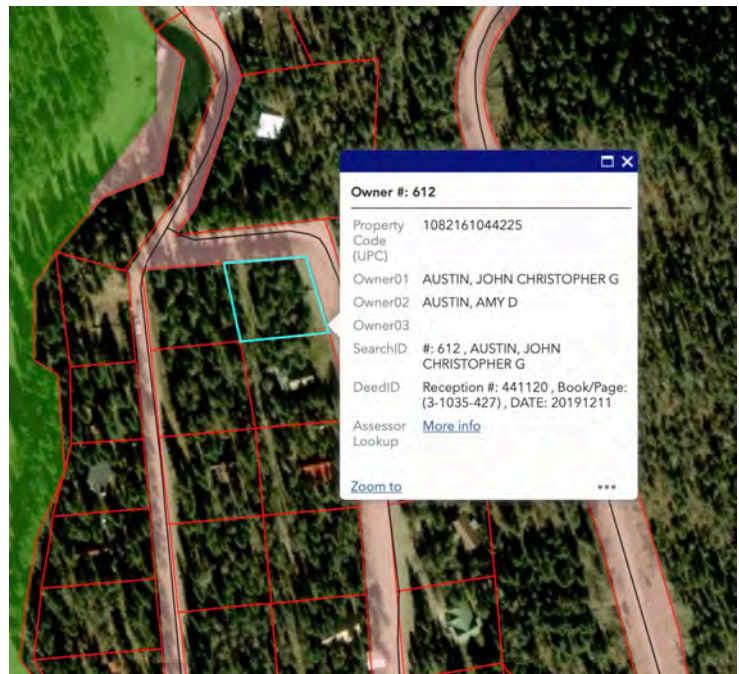 Owner #: 612
Property Code (UPC) 1082161044225
Owner01 AUSTIN, JOHN CHRISTOPHER G
Owner02 AUSTIN, AMY D
Owner03
SearchID #: 612 , AUSTIN, JOHN
CHRISTOPHER G
DeedID Reception #: 441120 , Book/Page:
(3-1035-427) , DATE: 20191211
Assessor Lookup More info
Zoom to